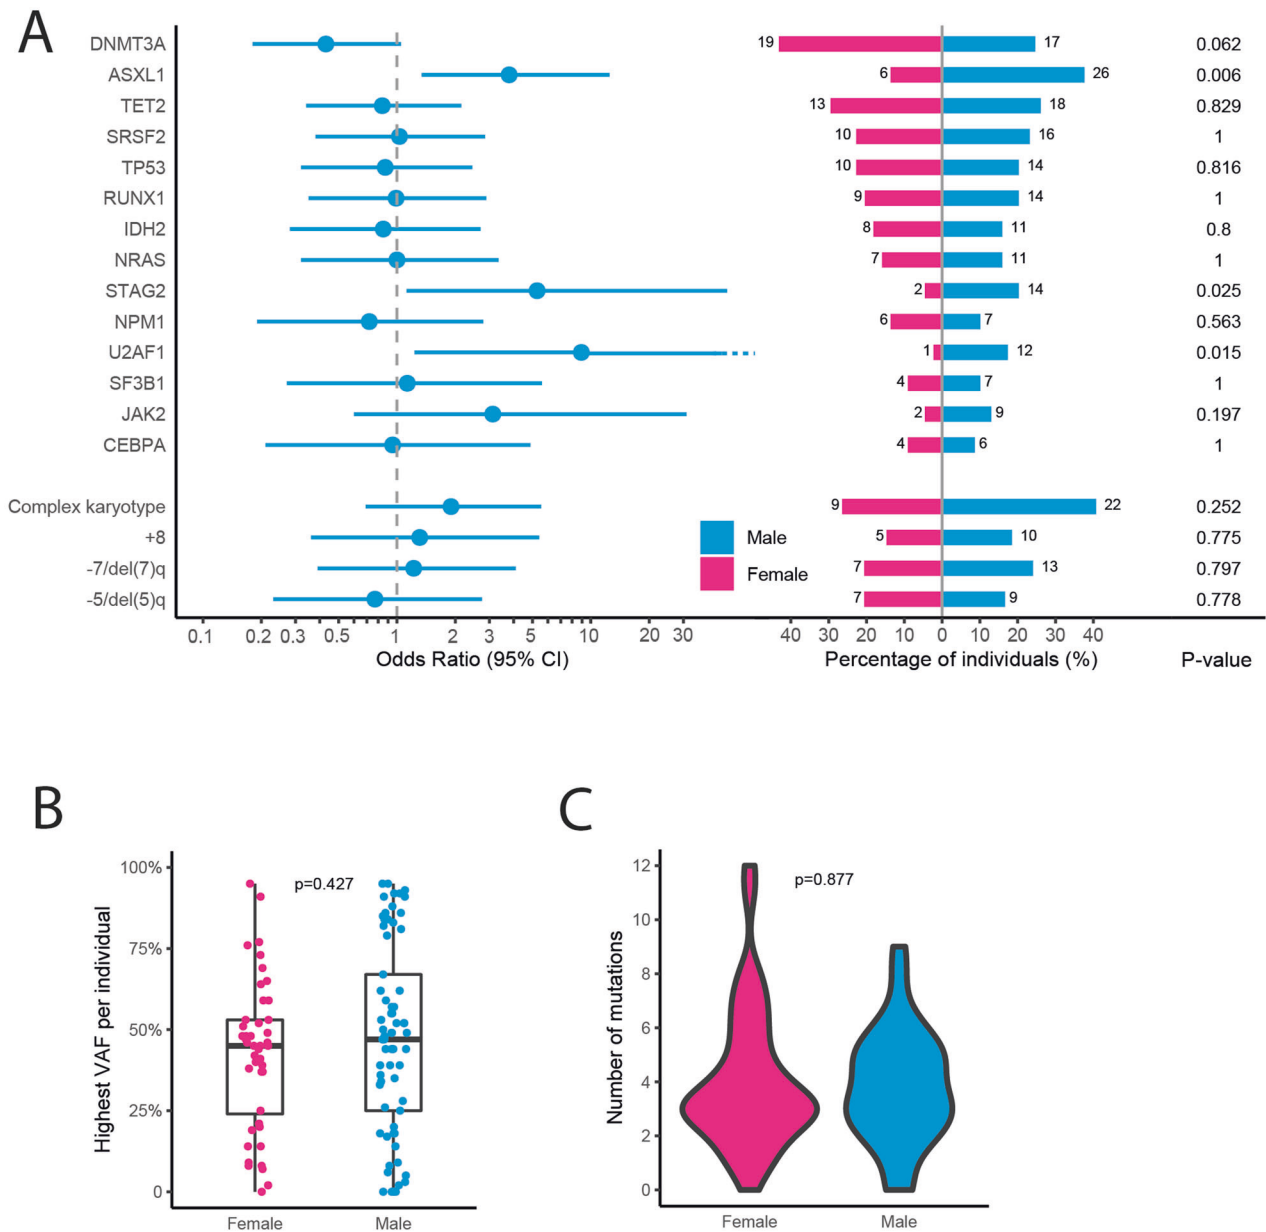 A
DNMT3A 19 17 0.062
ASXL1 6 26 0.006
TET2 13 18 0.829
SRSF2 10 16 1
TP53 10 14 0.816
RUNX1 9 14 1
IDH2 8 11 0.8
NRAS 7 11 1
STAG2 2 14 0.025
NPM1 6 7 0.563
U2AF1 1 12 0.015
SF3B1 4 7 1
JAK2 2 9 0.197
CEBPA 4 6 1
Complex karyotype 9 22 0.252
+8 5 10 0.775
-7/del(7)q 7 13 0.797
-5/del(5)q 7 9 0.778
Male
Female
0.1 0.2 0.3 0.5 1 2 3 5 10 20 30 40 30 20 10 0 10 20 30 40
Odds Ratio (95% CI) Percentage of individuals (%) P-value
B
Highest VAF per individual
100%
75%
50%
25%
0
p=0.427
Female Male
C
Number of mutations
12
10
8
6
4
2
0
p=0.877
Female Male